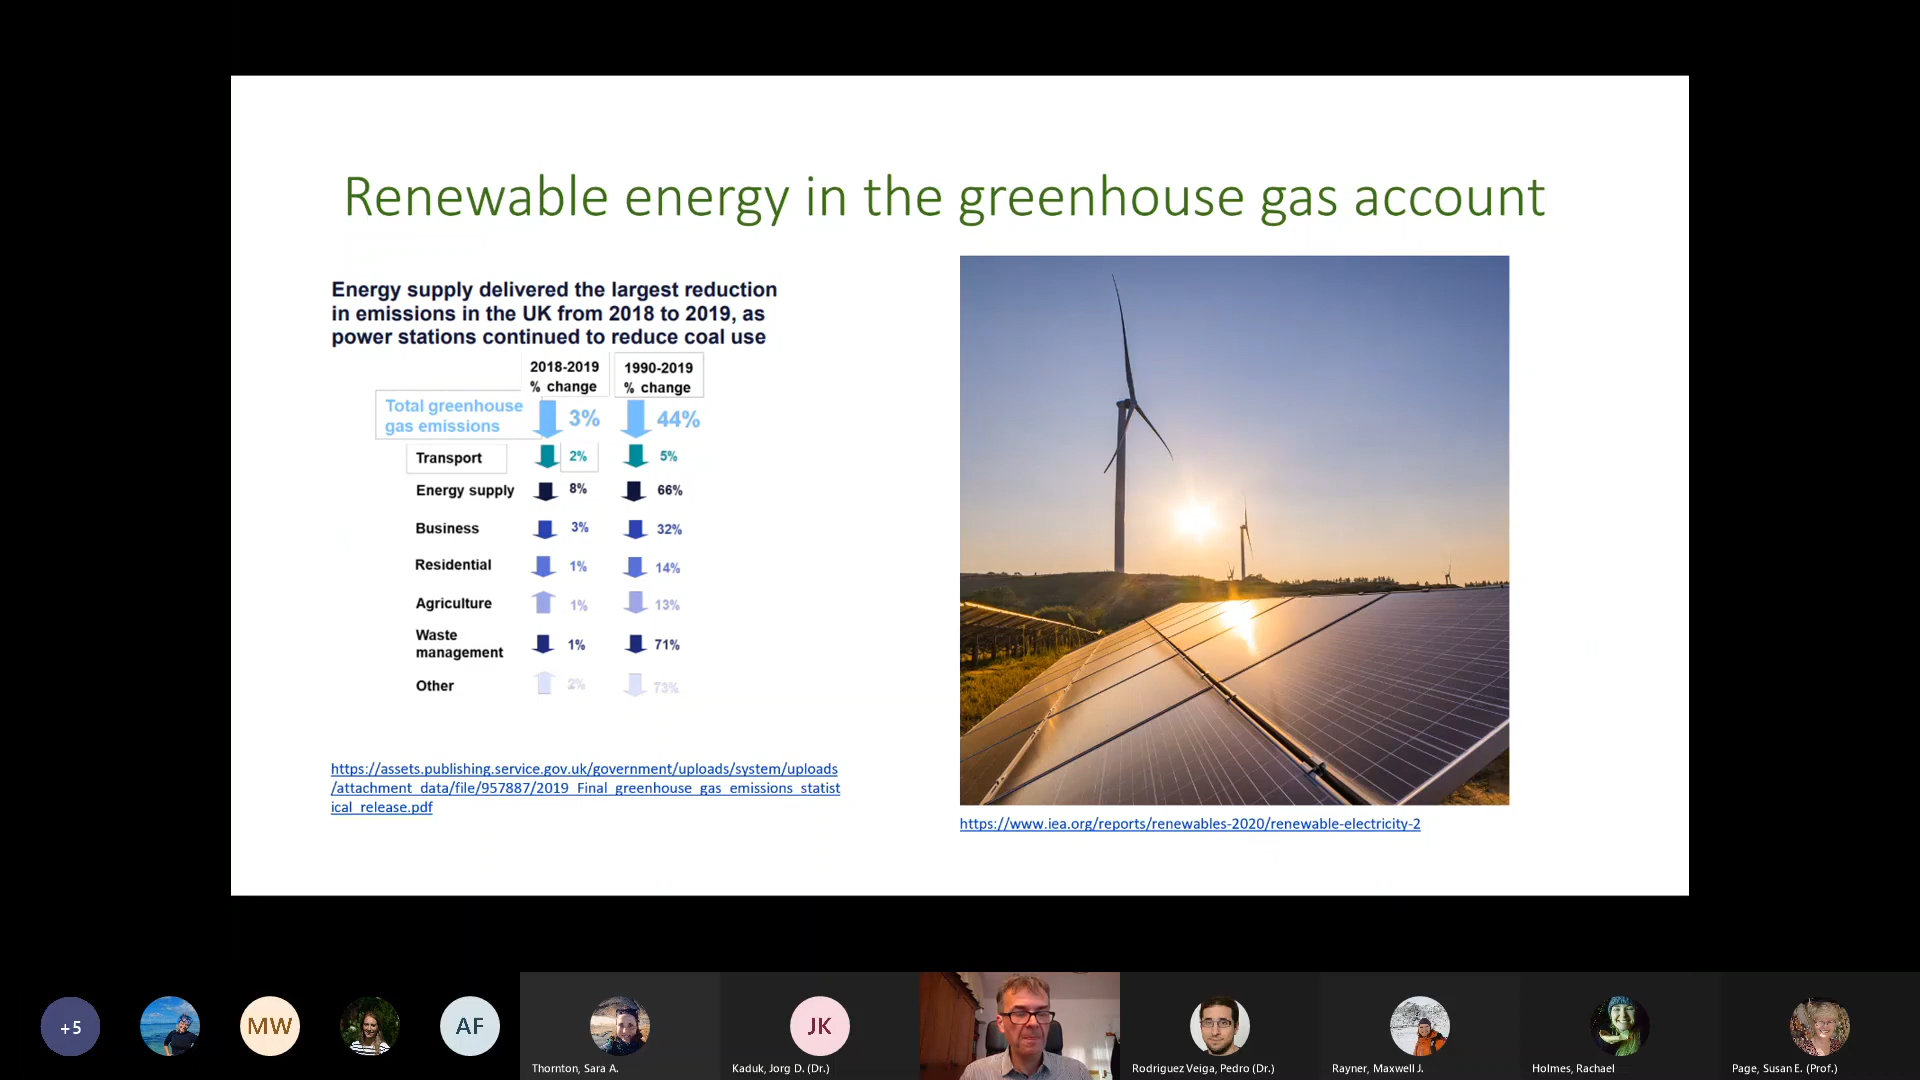 Renewable energy in the greenhouse gas account
Energy supply delivered the largest reduction
in emissions in the UK from 2018 to 2019, as
power stations continued to reduce coal use
2018-2019 1990-2019
% change % change
Total greenhouse
gas emissions 3% 44%
Transport 2% 5%
Energy supply 8% 66%
Business 3% 32%
Residential 1% 14%
Agriculture 1% 13%
Waste
management 1% 71%
Other 2% 73%
https://assets.publishing.service.gov.uk/government/uploads/system/uploads
/attachment_data/file/957887/2019_Final_greenhouse_gas_emissions_statist
ical_release.pdf
https://www.iea.org/reports/renewables-2020/renewable-electricity-2
+5
MW
AF
Thornton, Sara A.
JK
Kaduk, Jorg D. (Dr.)
Rodriguez Veiga, Pedro (Dr.)
Rayner, Maxwell J.
Holmes, Rachael
Page, Susan E. (Prof.)